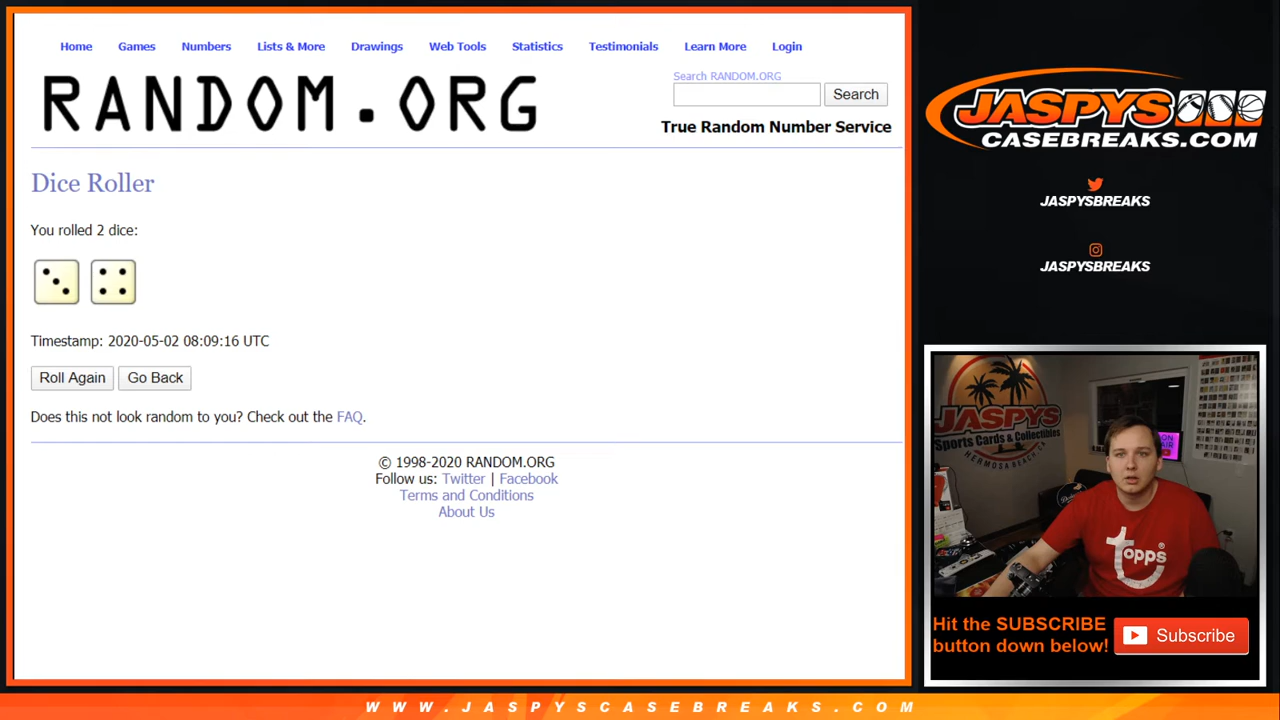 Home Games Numbers Lists & More Drawings Web Tools Statistics Testimonials Learn More Login
RANDOM.ORG
Search RANDOM.ORG
Search
True Random Number Service
Dice Roller
You rolled 2 dice:
Timestamp: 2020-05-02 08:09:16 UTC
Roll Again Go Back
Does this not look random to you? Check out the FAQ.
© 1998-2020 RANDOM.ORG
Follow us: Twitter | Facebook
Terms and Conditions
About Us
JASPYS
CASEBREAKS.COM
JASPYSBREAKS
JASPYSBREAKS
JASPYS
Sports Cards & Collectibles
HERMOSA BEACH, CA
ON
AIR
topps®
Hit the SUBSCRIBE
button down below!
Subscribe
WWW.JASPYSCASEBREAKS.COM